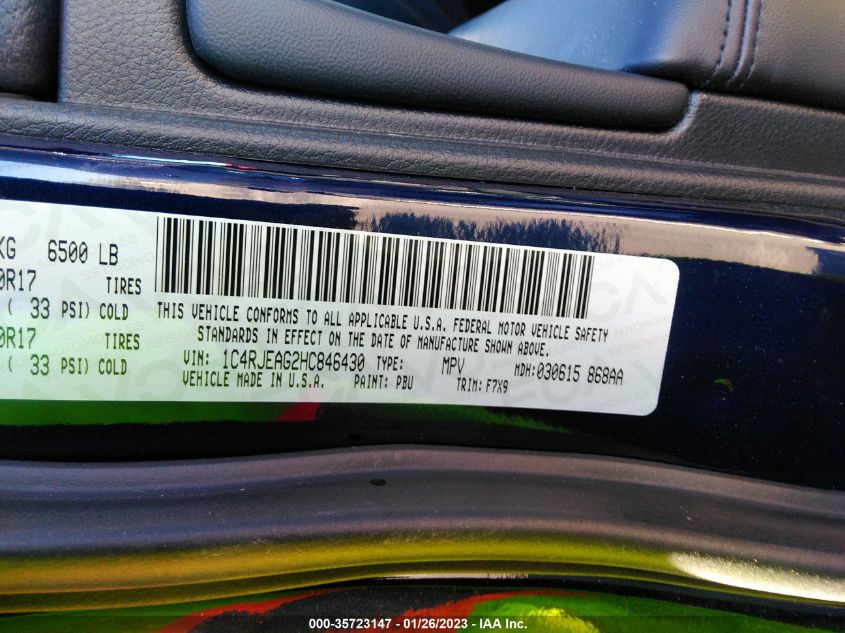 KG 6500 LB
0R17 TIRES
( 33 PSI) COLD
0R17 TIRES
( 33 PSI) COLD
THIS VEHICLE CONFORMS TO ALL APPLICABLE U.S.A. FEDERAL MOTOR VEHICLE SAFETY
STANDARDS IN EFFECT ON THE DATE OF MANUFACTURE SHOWN ABOVE.
VIN: 1C4RJEAG2HC846430 TYPE: MPV MDH: 030615 868AA
VEHICLE MADE IN U.S.A. PAINT: PBU TRIM: F7X9
000-35723147 - 01/26/2023 - IAA Inc.